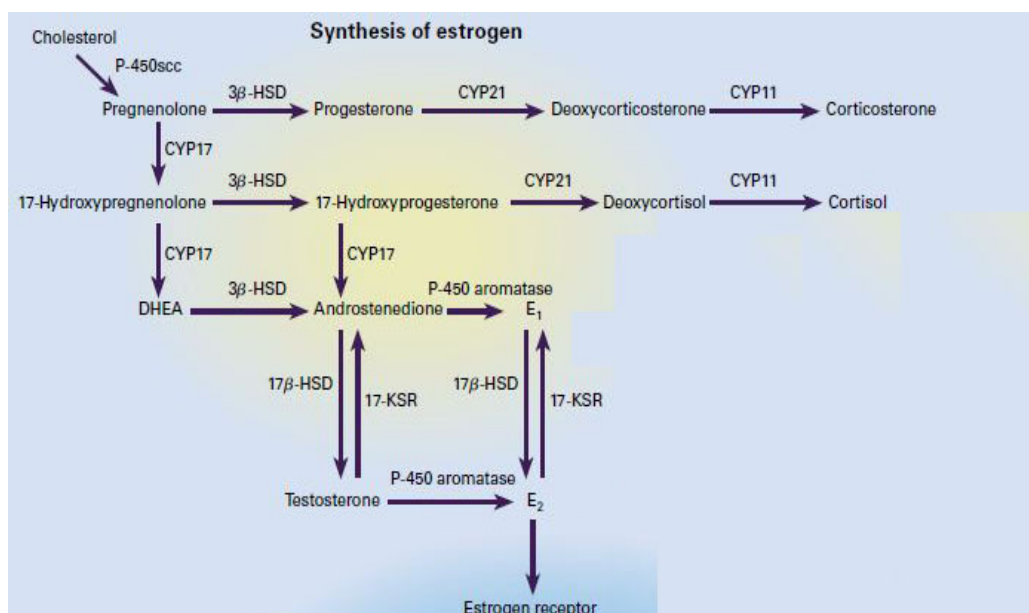 Synthesis of estrogen
Cholesterol
P-450scc
Pregnenolone
3β-HSD
Progesterone
CYP21
Deoxycorticosterone
CYP11
Corticosterone
CYP17
17-Hydroxypregnenolone
3β-HSD
17-Hydroxyprogesterone
CYP21
Deoxycortisol
CYP11
Cortisol
CYP17
CYP17
DHEA
3β-HSD
Androstenedione
P-450 aromatase
E₁
17β-HSD
17-KSR
17β-HSD
17-KSR
Testosterone
P-450 aromatase
E₂
Estrogen receptor